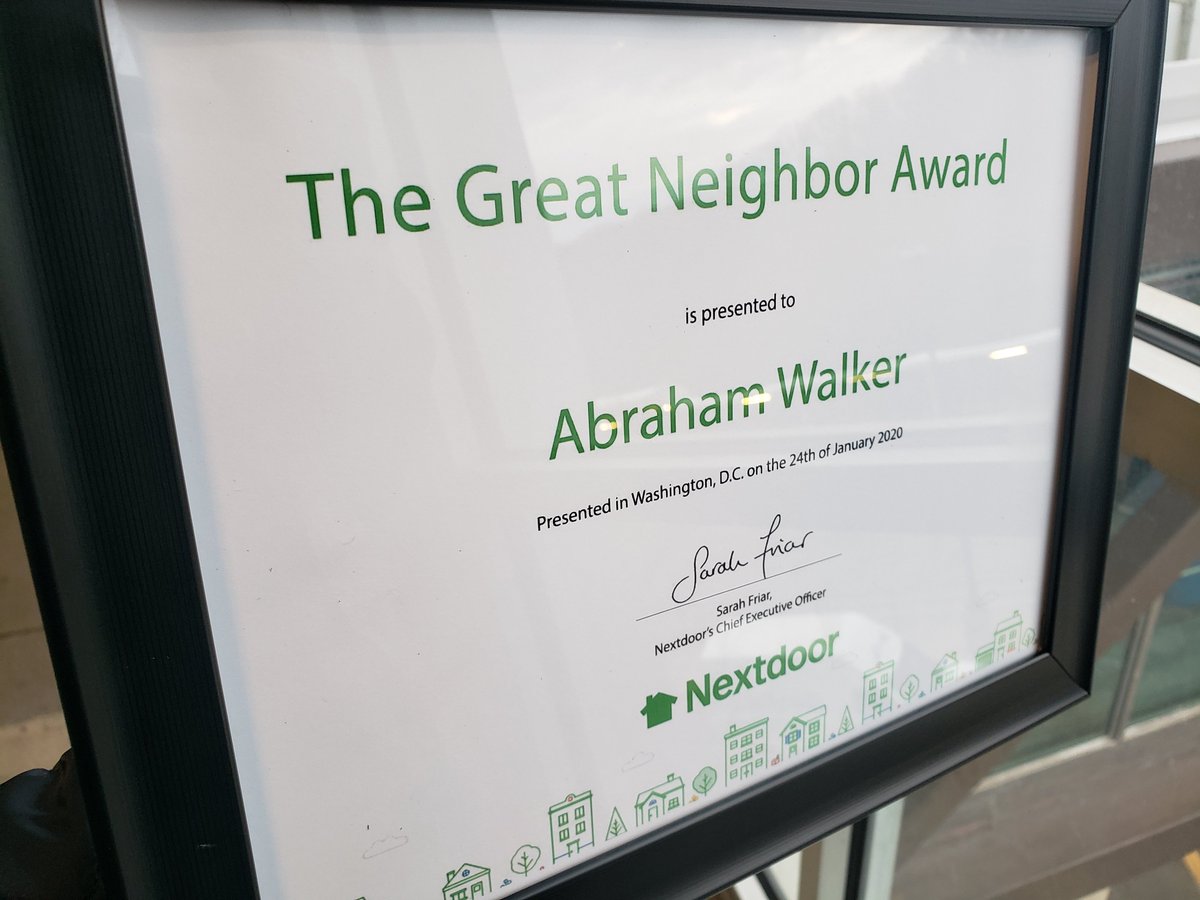 The Great Neighbor Award
is presented to
Abraham Walker
Presented in Washington, D.C. on the 24th of January 2020
Sarah Friar
Sarah Friar,
Nextdoor's Chief Executive Officer
Nextdoor